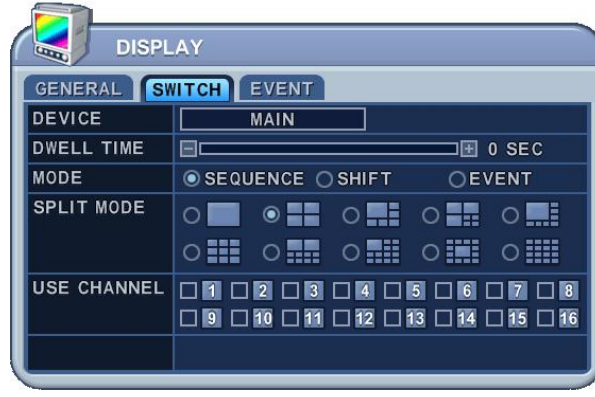 DISPLAY
GENERAL SWITCH EVENT
DEVICE MAIN
DWELL TIME 0 SEC
MODE SEQUENCE SHIFT EVENT
SPLIT MODE
USE CHANNEL 1 2 3 4 5 6 7 8
9 10 11 12 13 14 15 16